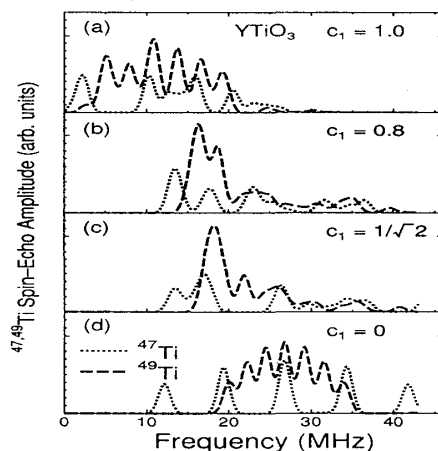 (a) YTiO₃ c₁ = 1.0
(b) c₁ = 0.8
(c) c₁ = 1/√2
(d) c₁ = 0
⁴⁷Ti
⁴⁹Ti
0 10 20 30 40
Frequency (MHz)
⁴⁷,⁴⁹Ti Spin−Echo Amplitude (arb. units)